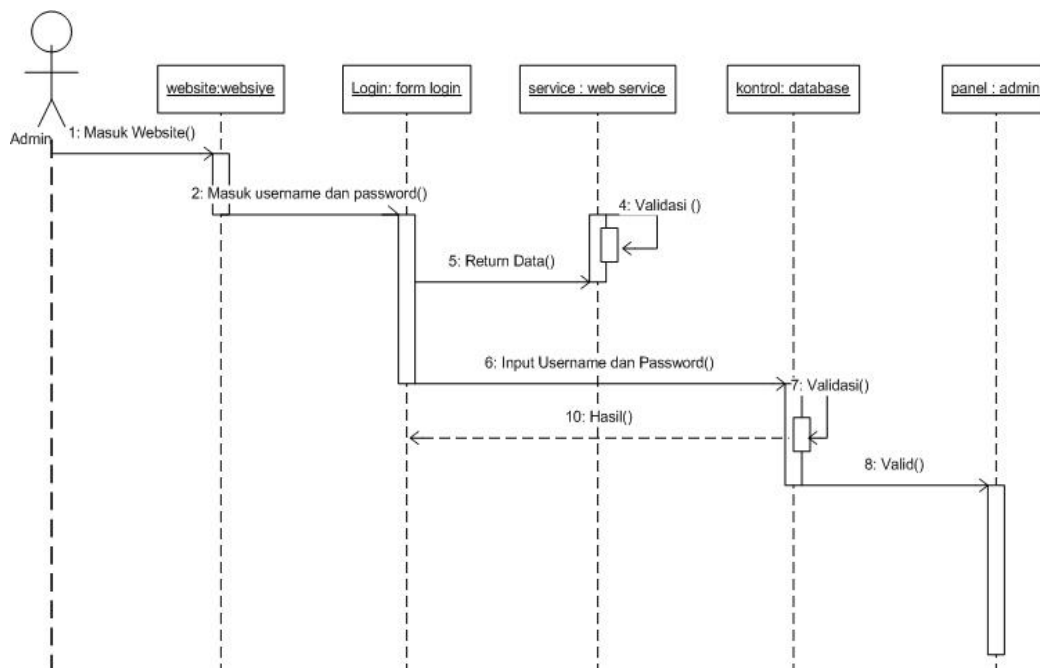 website:websiye
Login: form login
service : web service
kontrol: database
panel : admin
Admin
1: Masuk Website()
2: Masuk username dan password()
4: Validasi ()
5: Return Data()
6: Input Username dan Password()
7: Validasi()
10: Hasil()
8: Valid()